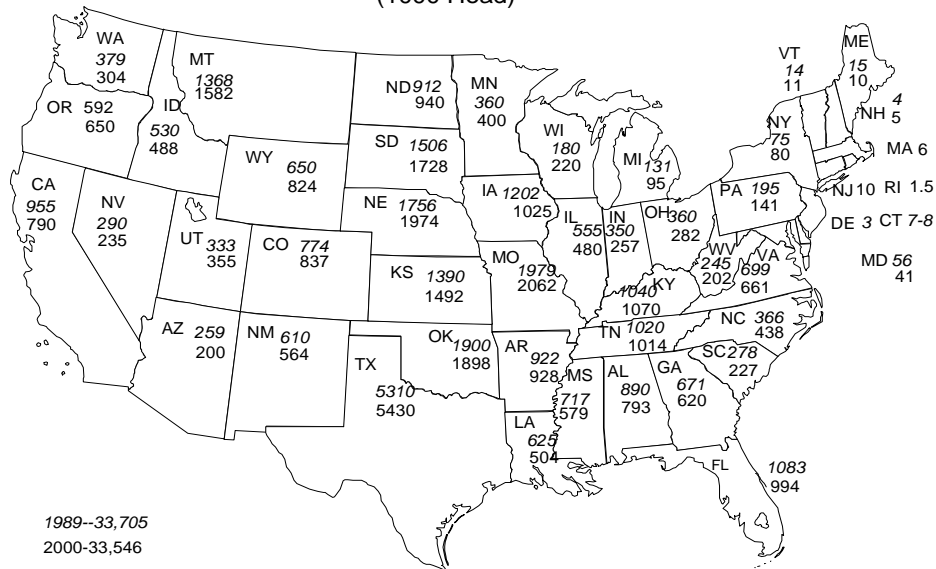 (1000 Head)
WA
379
304
MT
1368
1582
ND 912
940
MN
360
400
VT
14
11
ME
15
10
NH 4
5
OR 592
650
ID
530
488
SD 1506
1728
WI
180
220
NY
75
80
MA 6
WY 650
824
MI 131
95
CA
955
790
NV
290
235
NE 1756
1974
IA 1202
1025
PA 195
141
NJ 10 RI 1.5
IL
555
480
IN
350
257
OH 360
282
DE 3 CT 7-8
UT 333
355
CO 774
837
KS 1390
1492
MO 1979
2062
WV
245
202
VA
699
661
MD 56
41
KY
1040
1070
AZ 259
200
NM 610
564
OK 1900
1898
AR
922
928
TN 1020
1014
NC 366
438
TX
5310
5430
MS
717
579
AL
890
793
GA
671
620
SC 278
227
LA
625
504
FL
1083
994
1989--33,705
2000-33,546